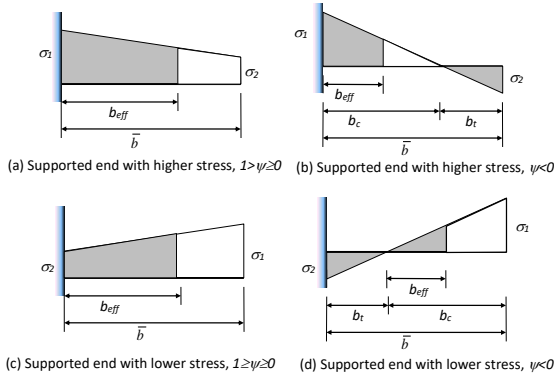 σ1
σ2
beff
b̅
(a) Supported end with higher stress, 1>ψ≥0
σ1
σ2
beff
bc
bt
b̅
(b) Supported end with higher stress, ψ<0
σ2
σ1
beff
b̅
(c) Supported end with lower stress, 1≥ψ≥0
σ2
σ1
beff
bt
bc
b̅
(d) Supported end with lower stress, ψ<0